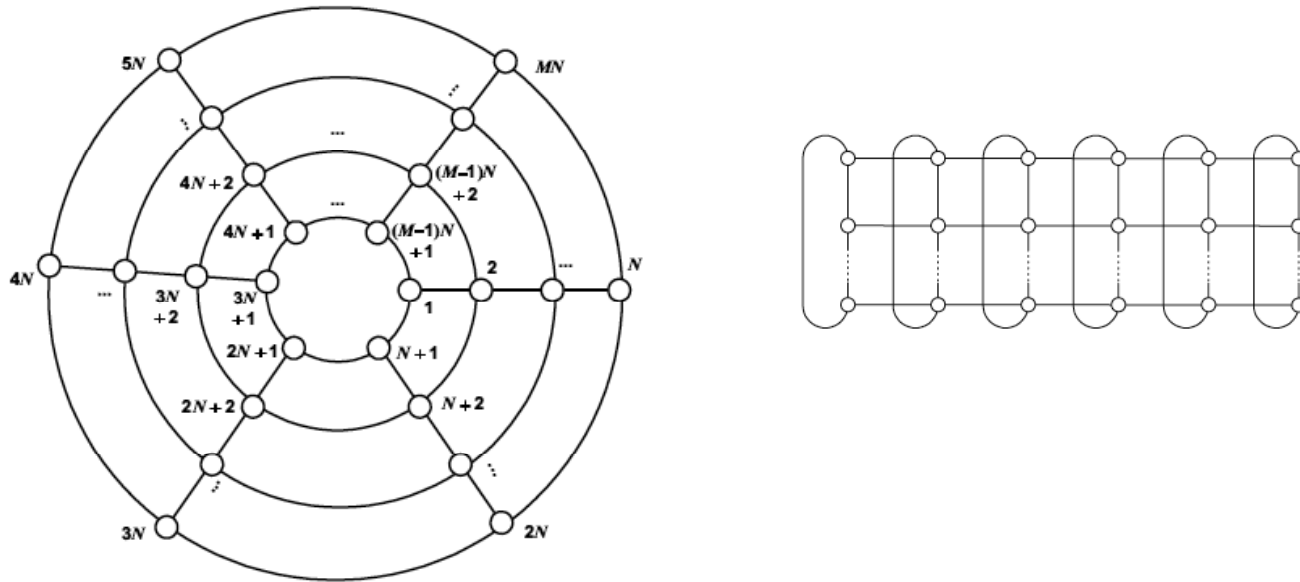 5N
MN
...
...
...
4N+2
(M–1)N
+2
...
4N+1
(M–1)N
+1
4N
2
...
N
...
3N
+2
3N
+1
1
2N+1
N+1
2N+2
N+2
...
...
3N
2N